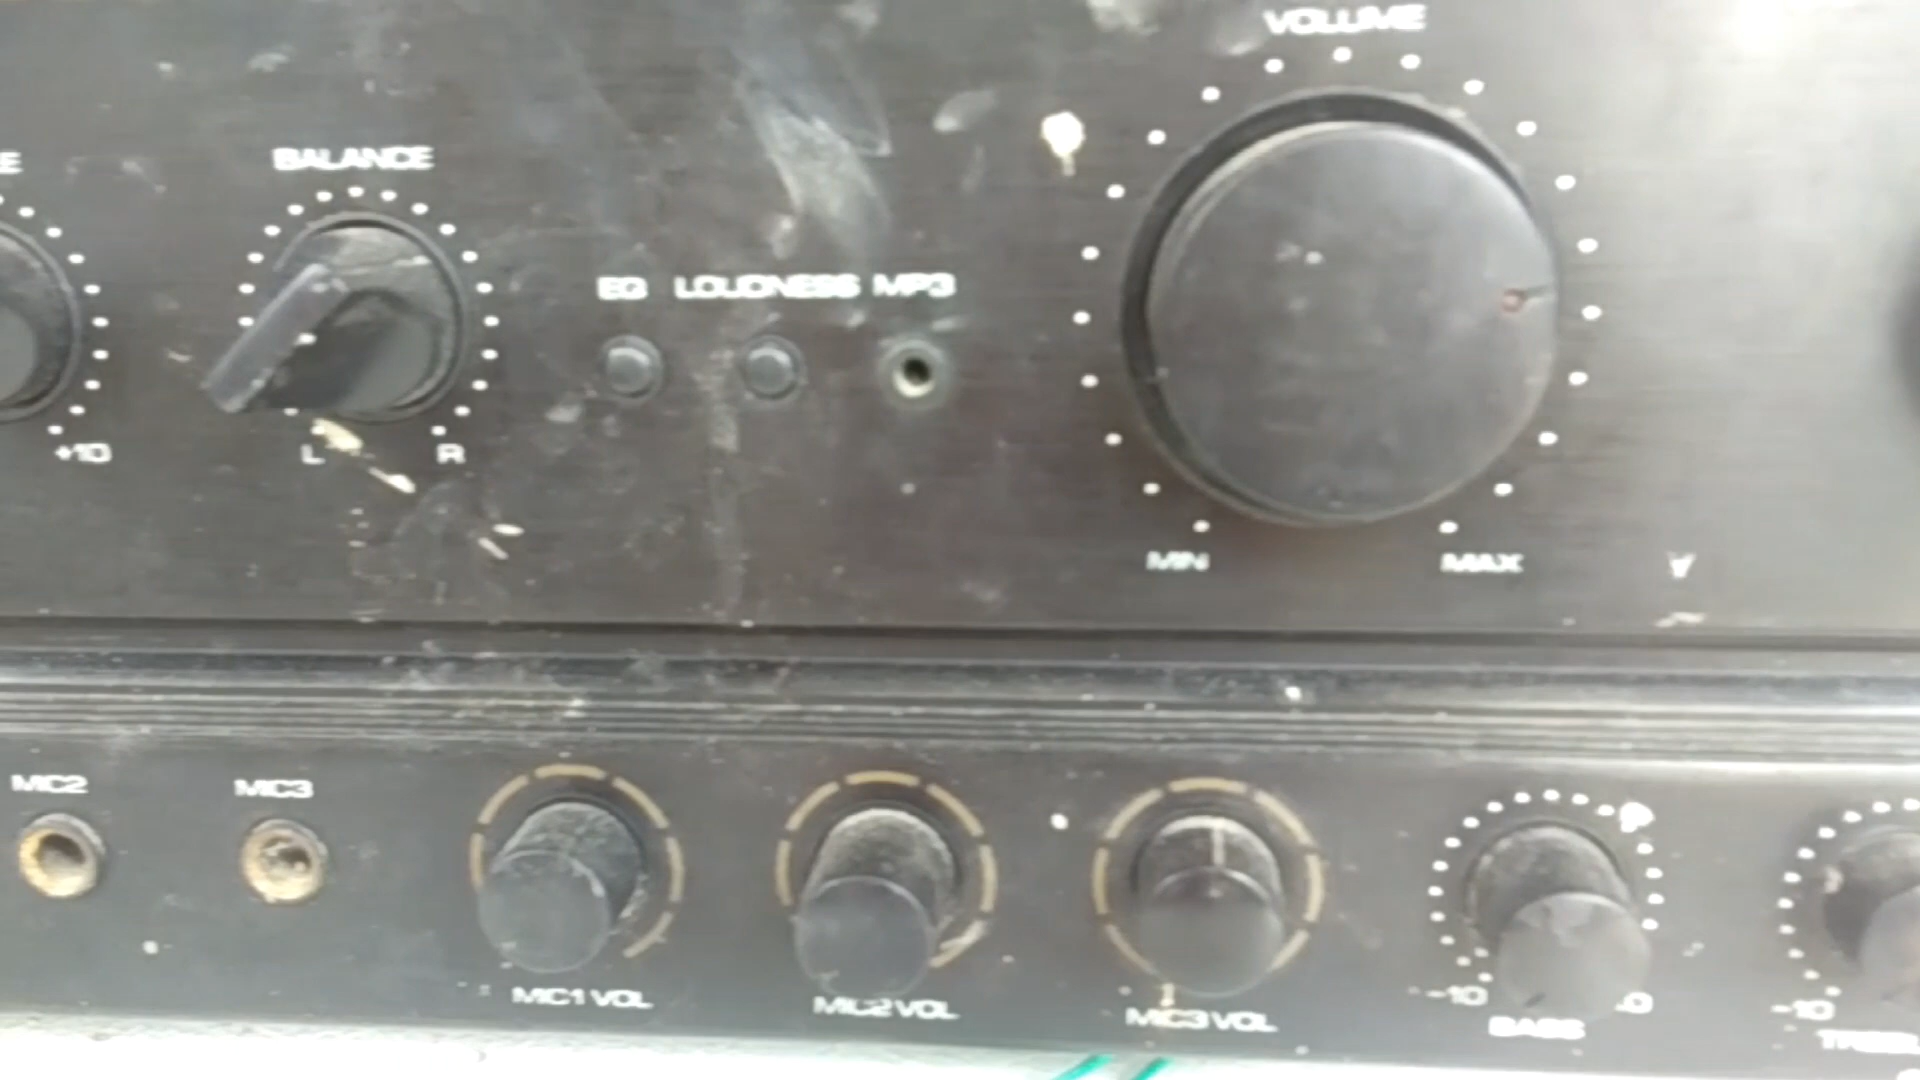 VOLUME
BALANCE
EQ LOUDNESS MP3
+10
L R
MIN MAX
MIC2
MIC3
MIC1 VOL
MIC2 VOL
MIC3 VOL
-10
BASS
-10